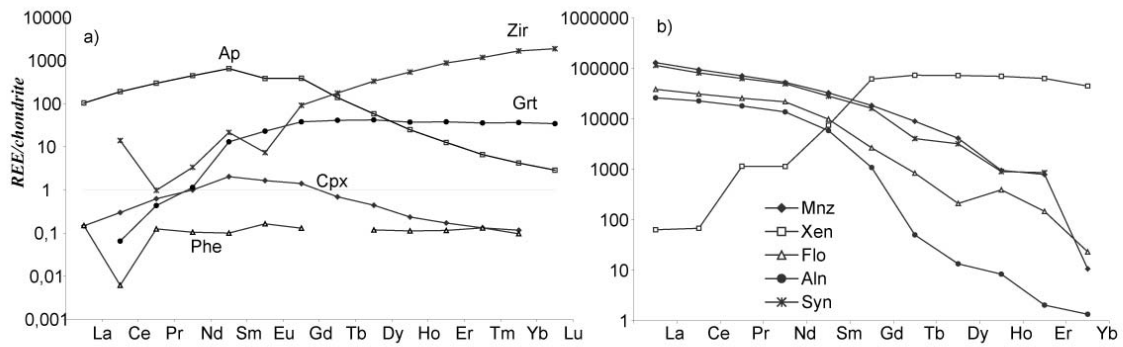 a)
REE/chondrite
10000
1000
100
10
1
0,1
0,01
0,001
Ap
Zir
Grt
Cpx
Phe
La Ce Pr Nd Sm Eu Gd Tb Dy Ho Er Tm Yb Lu
b)
1000000
100000
10000
1000
100
10
1
Mnz
Xen
Flo
Aln
Syn
La Ce Pr Nd Sm Gd Tb Dy Ho Er Yb